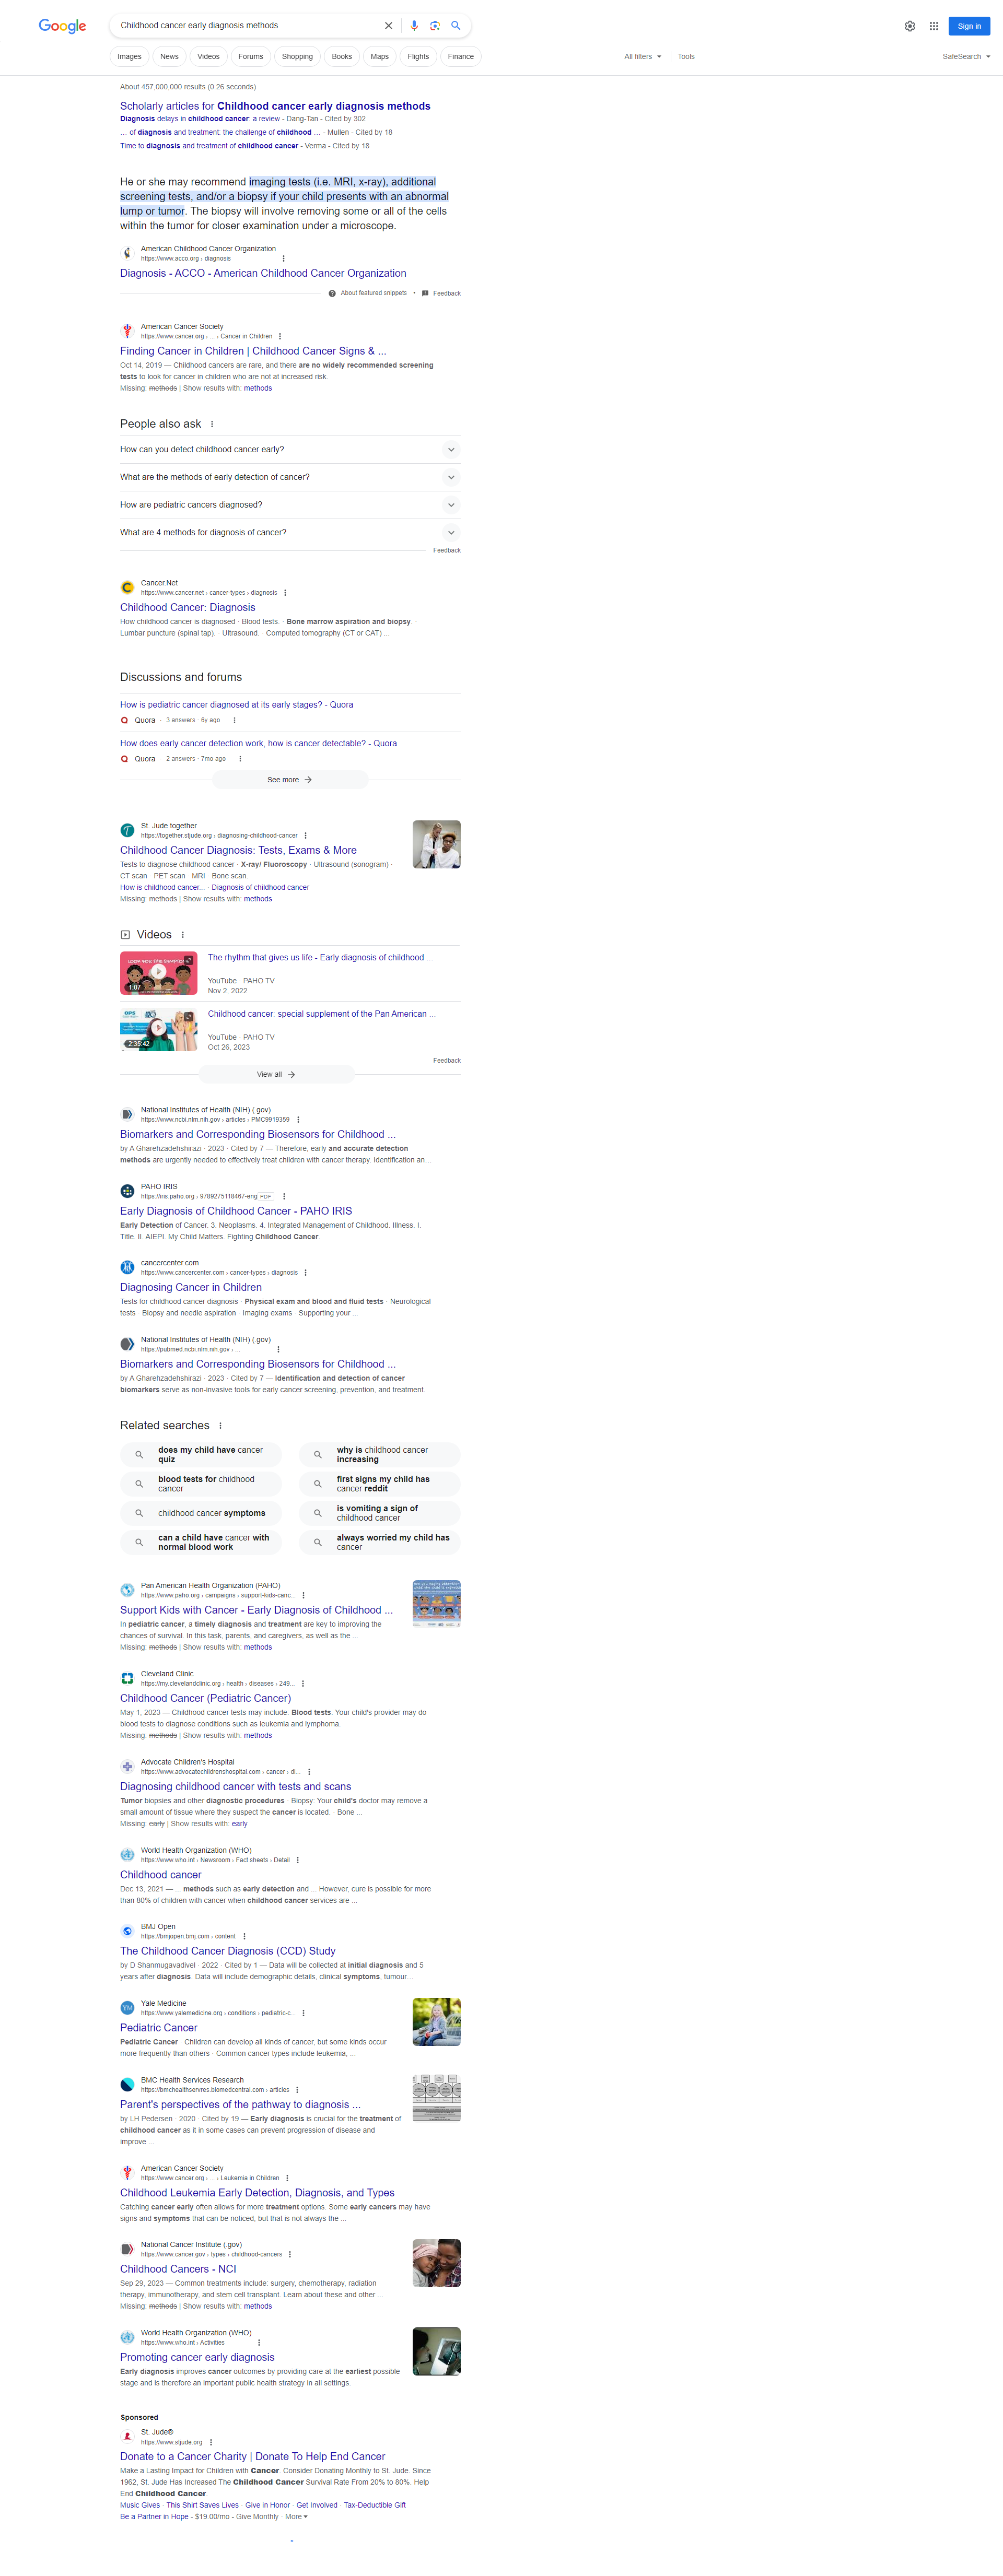 Google
Childhood cancer early diagnosis methods
Sign in
Images
News
Videos
Forums
Shopping
Books
Maps
Flights
Finance
All filters
Tools
SafeSearch
About 457,000,000 results (0.26 seconds)
Scholarly articles for Childhood cancer early diagnosis methods
Diagnosis delays in childhood cancer: a review - Dang-Tan - Cited by 302
… of diagnosis and treatment: the challenge of childhood … - Mullen - Cited by 18
Time to diagnosis and treatment of childhood cancer - Verma - Cited by 18
He or she may recommend imaging tests (i.e. MRI, x-ray), additional
screening tests, and/or a biopsy if your child presents with an abnormal
lump or tumor. The biopsy will involve removing some or all of the cells
within the tumor for closer examination under a microscope.
American Childhood Cancer Organization
https://www.acco.org › diagnosis
Diagnosis - ACCO - American Childhood Cancer Organization
About featured snippets • Feedback
American Cancer Society
https://www.cancer.org › ... › Cancer in Children
Finding Cancer in Children | Childhood Cancer Signs & ...
Oct 14, 2019 — Childhood cancers are rare, and there are no widely recommended screening
tests to look for cancer in children who are not at increased risk.
Missing: methods | Show results with: methods
People also ask
How can you detect childhood cancer early?
What are the methods of early detection of cancer?
How are pediatric cancers diagnosed?
What are 4 methods for diagnosis of cancer?
Feedback
Cancer.Net
https://www.cancer.net › cancer-types › diagnosis
Childhood Cancer: Diagnosis
How childhood cancer is diagnosed · Blood tests. · Bone marrow aspiration and biopsy. ·
Lumbar puncture (spinal tap). · Ultrasound. · Computed tomography (CT or CAT) ...
Discussions and forums
How is pediatric cancer diagnosed at its early stages? - Quora
Quora · 3 answers · 6y ago
How does early cancer detection work, how is cancer detectable? - Quora
Quora · 2 answers · 7mo ago
See more
St. Jude together
https://together.stjude.org › diagnosing-childhood-cancer
Childhood Cancer Diagnosis: Tests, Exams & More
Tests to diagnose childhood cancer · X-ray/ Fluoroscopy · Ultrasound (sonogram) ·
CT scan · PET scan · MRI · Bone scan.
How is childhood cancer... · Diagnosis of childhood cancer
Missing: methods | Show results with: methods
Videos
LOOK FOR THE SYMPTOMS
1:07
The rhythm that gives us life - Early diagnosis of childhood ...
YouTube · PAHO TV
Nov 2, 2022
OPS
2:35:42
Childhood cancer: special supplement of the Pan American ...
YouTube · PAHO TV
Oct 26, 2023
Feedback
View all
National Institutes of Health (NIH) (.gov)
https://www.ncbi.nlm.nih.gov › articles › PMC9919359
Biomarkers and Corresponding Biosensors for Childhood ...
by A Gharehzadehshirazi · 2023 · Cited by 7 — Therefore, early and accurate detection
methods are urgently needed to effectively treat children with cancer therapy. Identification an…
PAHO IRIS
https://iris.paho.org › 9789275118467-eng PDF
Early Diagnosis of Childhood Cancer - PAHO IRIS
Early Detection of Cancer. 3. Neoplasms. 4. Integrated Management of Childhood. Illness. I.
Title. II. AIEPI. My Child Matters. Fighting Childhood Cancer.
cancercenter.com
https://www.cancercenter.com › cancer-types › diagnosis
Diagnosing Cancer in Children
Tests for childhood cancer diagnosis · Physical exam and blood and fluid tests · Neurological
tests · Biopsy and needle aspiration · Imaging exams · Supporting your ...
National Institutes of Health (NIH) (.gov)
https://pubmed.ncbi.nlm.nih.gov › ...
Biomarkers and Corresponding Biosensors for Childhood ...
by A Gharehzadehshirazi · 2023 · Cited by 7 — Identification and detection of cancer
biomarkers serve as non-invasive tools for early cancer screening, prevention, and treatment.
Related searches
does my child have cancer quiz
why is childhood cancer increasing
blood tests for childhood cancer
first signs my child has cancer reddit
childhood cancer symptoms
is vomiting a sign of childhood cancer
can a child have cancer with normal blood work
always worried my child has cancer
Pan American Health Organization (PAHO)
https://www.paho.org › campaigns › support-kids-canc...
Support Kids with Cancer - Early Diagnosis of Childhood ...
In pediatric cancer, a timely diagnosis and treatment are key to improving the
chances of survival. In this task, parents, and caregivers, as well as the ...
Missing: methods | Show results with: methods
Cleveland Clinic
https://my.clevelandclinic.org › health › diseases › 249...
Childhood Cancer (Pediatric Cancer)
May 1, 2023 — Childhood cancer tests may include: Blood tests. Your child's provider may do
blood tests to diagnose conditions such as leukemia and lymphoma.
Missing: methods | Show results with: methods
Advocate Children's Hospital
https://www.advocatechildrenshospital.com › cancer › di...
Diagnosing childhood cancer with tests and scans
Tumor biopsies and other diagnostic procedures · Biopsy: Your child's doctor may remove a
small amount of tissue where they suspect the cancer is located. · Bone ...
Missing: early | Show results with: early
World Health Organization (WHO)
https://www.who.int › Newsroom › Fact sheets › Detail
Childhood cancer
Dec 13, 2021 — ... methods such as early detection and ... However, cure is possible for more
than 80% of children with cancer when childhood cancer services are ...
BMJ Open
https://bmjopen.bmj.com › content
The Childhood Cancer Diagnosis (CCD) Study
by D Shanmugavadivel · 2022 · Cited by 1 — Data will be collected at initial diagnosis and 5
years after diagnosis. Data will include demographic details, clinical symptoms, tumour…
YM
Yale Medicine
https://www.yalemedicine.org › conditions › pediatric-c...
Pediatric Cancer
Pediatric Cancer · Children can develop all kinds of cancer, but some kinds occur
more frequently than others · Common cancer types include leukemia, ...
BMC Health Services Research
https://bmchealthservres.biomedcentral.com › articles
Parent's perspectives of the pathway to diagnosis ...
by LH Pedersen · 2020 · Cited by 19 — Early diagnosis is crucial for the treatment of
childhood cancer as it in some cases can prevent progression of disease and
improve ...
American Cancer Society
https://www.cancer.org › ... › Leukemia in Children
Childhood Leukemia Early Detection, Diagnosis, and Types
Catching cancer early often allows for more treatment options. Some early cancers may have
signs and symptoms that can be noticed, but that is not always the ...
National Cancer Institute (.gov)
https://www.cancer.gov › types › childhood-cancers
Childhood Cancers - NCI
Sep 29, 2023 — Common treatments include: surgery, chemotherapy, radiation
therapy, immunotherapy, and stem cell transplant. Learn about these and other ...
Missing: methods | Show results with: methods
World Health Organization (WHO)
https://www.who.int › Activities
Promoting cancer early diagnosis
Early diagnosis improves cancer outcomes by providing care at the earliest possible
stage and is therefore an important public health strategy in all settings.
Sponsored
St. Jude®
https://www.stjude.org
Donate to a Cancer Charity | Donate To Help End Cancer
Make a Lasting Impact for Children with Cancer. Consider Donating Monthly to St. Jude. Since
1962, St. Jude Has Increased The Childhood Cancer Survival Rate From 20% to 80%. Help
End Childhood Cancer.
Music Gives · This Shirt Saves Lives · Give in Honor · Get Involved · Tax-Deductible Gift
Be a Partner in Hope - $19.00/mo - Give Monthly · More